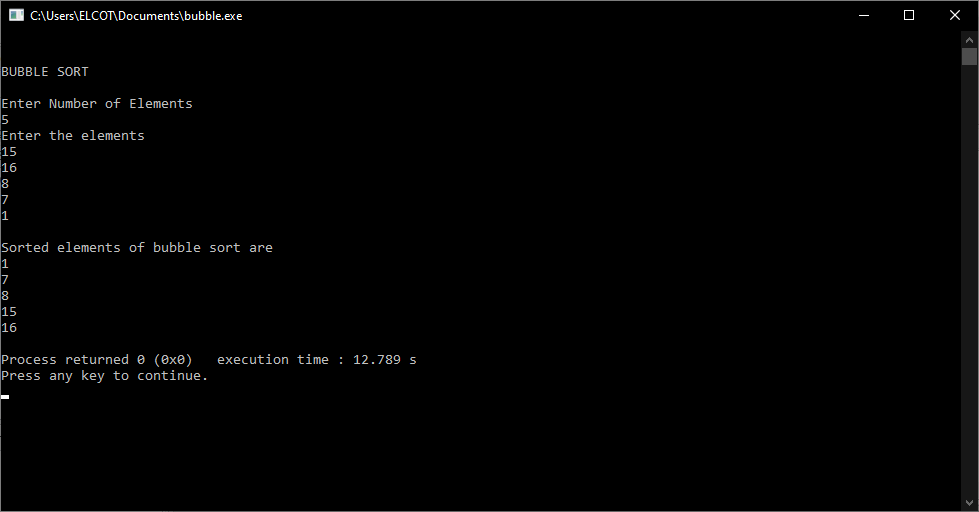 C:\Users\ELCOT\Documents\bubble.exe
BUBBLE SORT
Enter Number of Elements
5
Enter the elements
15
16
8
7
1
Sorted elements of bubble sort are
1
7
8
15
16
Process returned 0 (0x0)   execution time : 12.789 s
Press any key to continue.